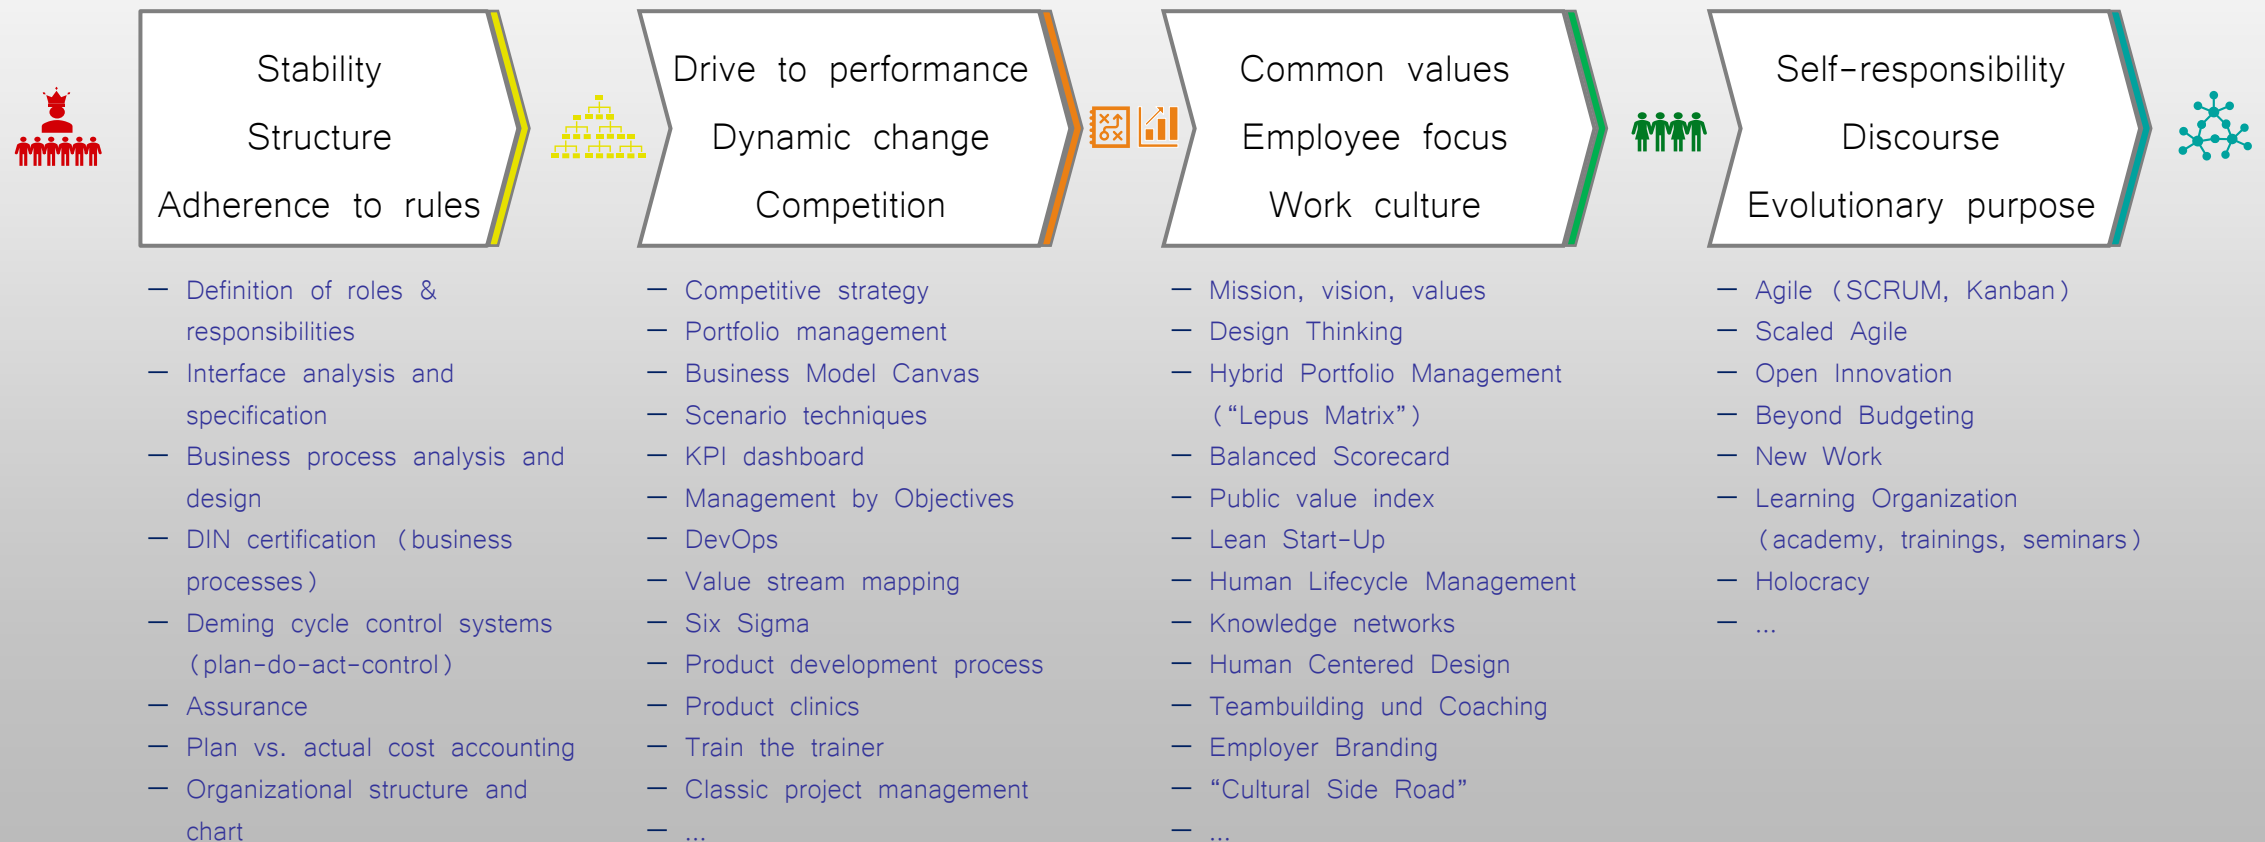 Stability
Structure
Adherence to rules
— Definition of roles &
responsibilities
— Interface analysis and
specification
— Business process analysis and
design
— DIN certification (business
processes)
— Deming cycle control systems
(plan-do-act-control)
— Assurance
— Plan vs. actual cost accounting
— Organizational structure and
chart
Drive to performance
Dynamic change
Competition
— Competitive strategy
— Portfolio management
— Business Model Canvas
— Scenario techniques
— KPI dashboard
— Management by Objectives
— DevOps
— Value stream mapping
— Six Sigma
— Product development process
— Product clinics
— Train the trainer
— Classic project management
— ...
Common values
Employee focus
Work culture
— Mission, vision, values
— Design Thinking
— Hybrid Portfolio Management
(“Lepus Matrix”)
— Balanced Scorecard
— Public value index
— Lean Start-Up
— Human Lifecycle Management
— Knowledge networks
— Human Centered Design
— Teambuilding und Coaching
— Employer Branding
— “Cultural Side Road”
— ...
Self-responsibility
Discourse
Evolutionary purpose
— Agile (SCRUM, Kanban)
— Scaled Agile
— Open Innovation
— Beyond Budgeting
— New Work
— Learning Organization
(academy, trainings, seminars)
— Holocracy
— ...